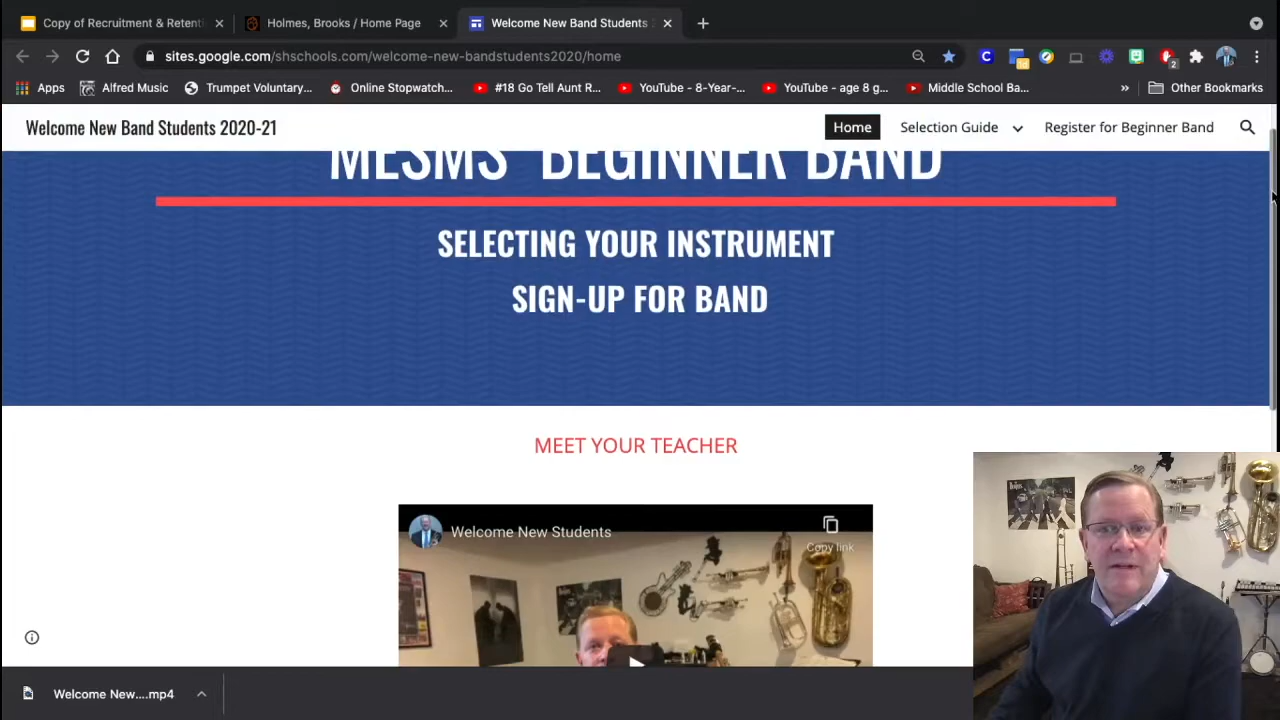 Copy of Recruitment & Retenti
Holmes, Brooks / Home Page
Welcome New Band Students 2
sites.google.com/shschools.com/welcome-new-bandstudents2020/home
2
Apps
Alfred Music
Trumpet Voluntary...
Online Stopwatch...
#18 Go Tell Aunt R...
YouTube - 8-Year-...
YouTube - age 8 g...
Middle School Ba...
»
Other Bookmarks
Welcome New Band Students 2020-21
Home
Selection Guide
Register for Beginner Band
MESMS BEGINNER BAND
SELECTING YOUR INSTRUMENT
SIGN-UP FOR BAND
MEET YOUR TEACHER
Welcome New Students
Copy link
Welcome New....mp4